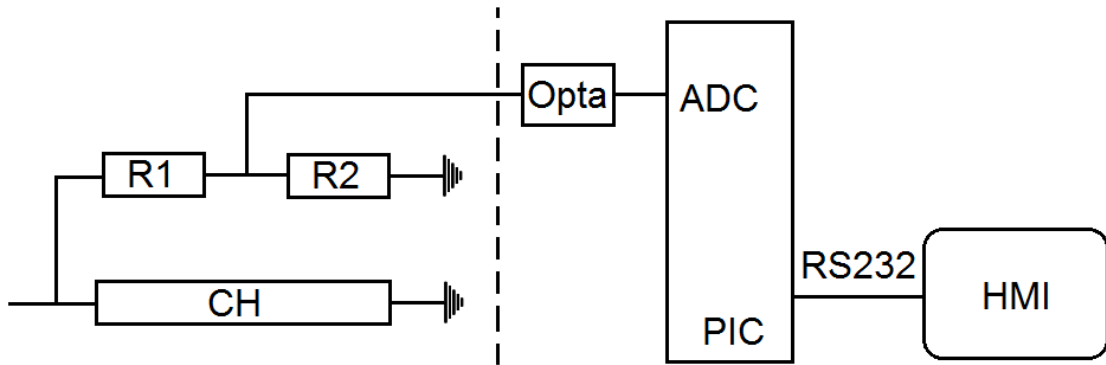 Opta
ADC
R1
R2
RS232
CH
HMI
PIC